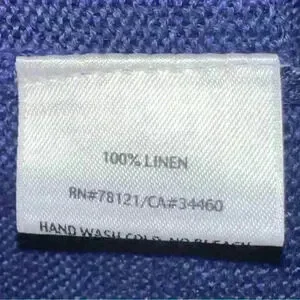 100% LINEN
RN#78121/CA#34460
HAND WASH COLD, NO BLEACH